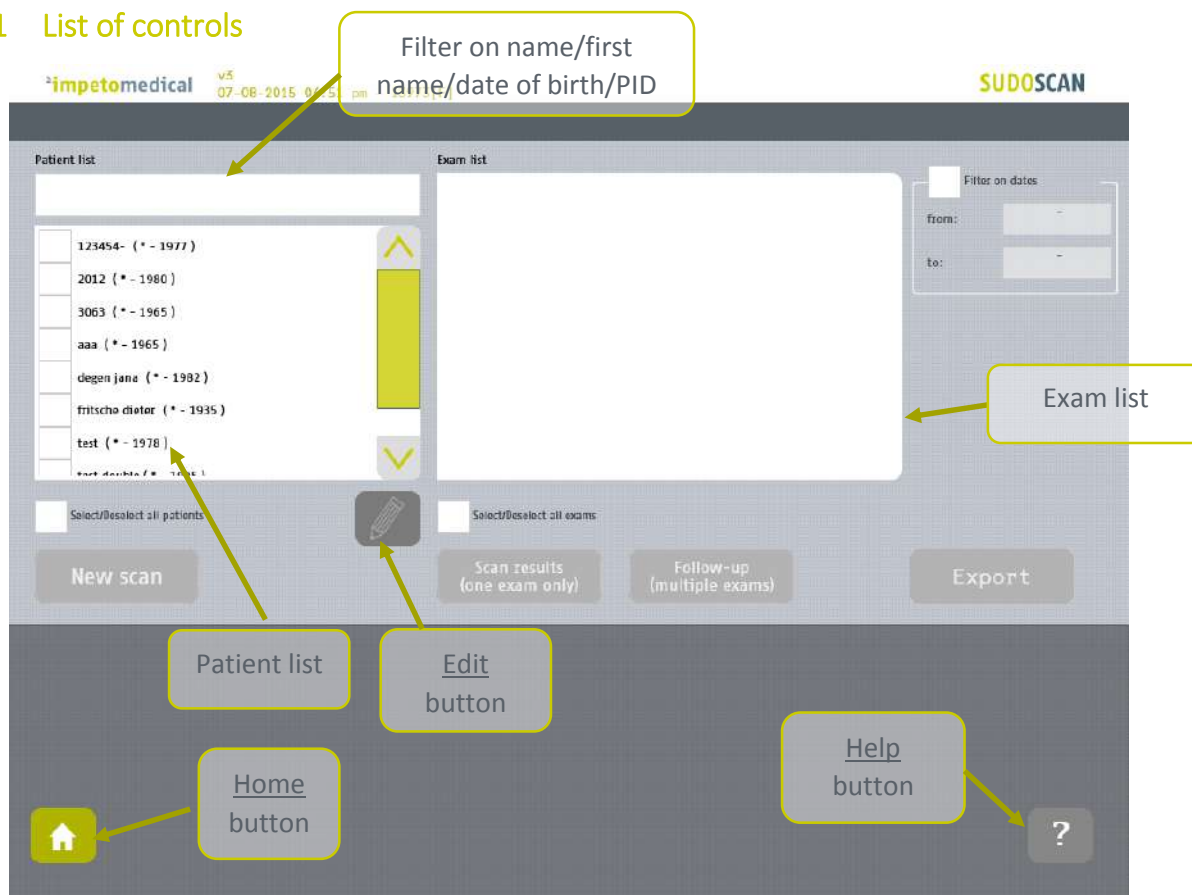 1 List of controls
Filter on name/first
name/date of birth/PID
impetomedical
v3
07-08-2015 pm
SUDOSCAN
Patient list
Exam list
Filter on dates
from: -
to: -
123454- (* - 1977)
2012 (* - 1980)
3063 (* - 1965)
aaa (* - 1965)
degen jana (* - 1982)
fritsche dieter (* - 1935)
test (* - 1978)
Exam list
Select/Deselect all patients
Select/Deselect all exams
New scan
Scan results
(one exam only)
Follow-up
(multiple exams)
Export
Patient list
Edit
button
Help
button
Home
button
?